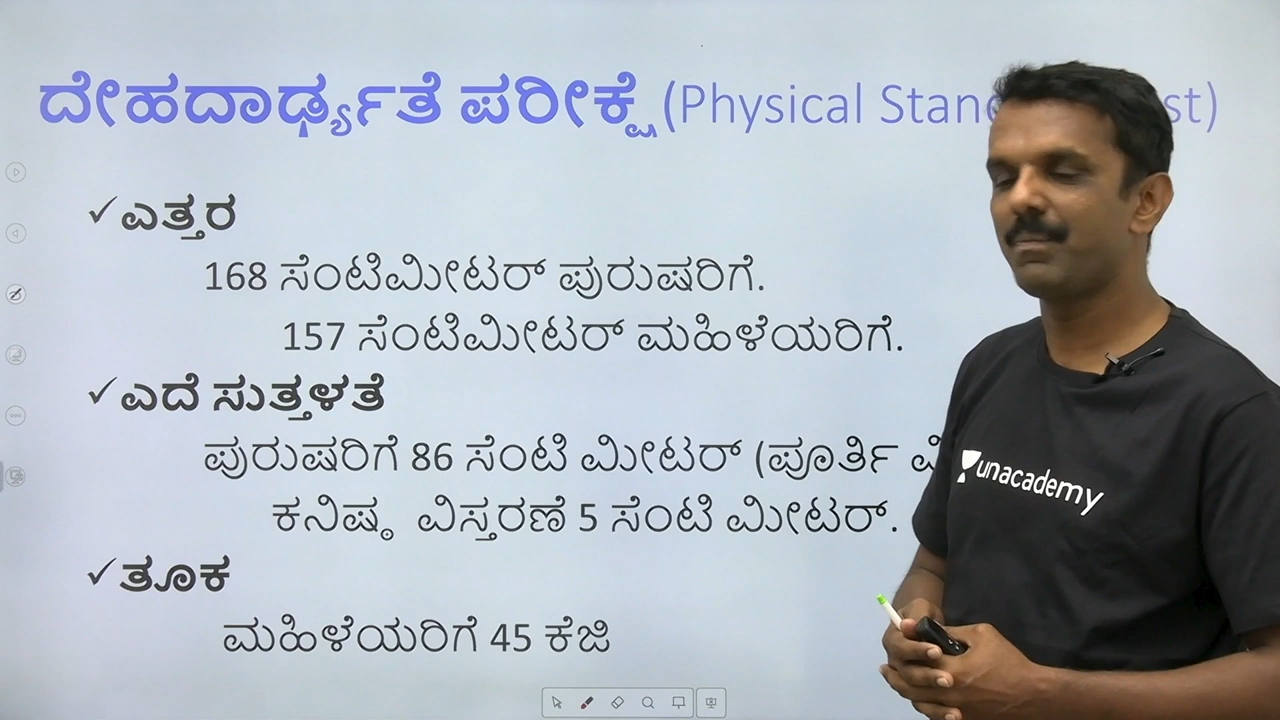 ದೇಹದಾರ್ಢ್ಯತೆ ಪರೀಕ್ಷೆ (Physical
ಎತ್ತರ
168 ಸೆಂಟಿಮೀಟರ್ ಪುರುಷರಿಗೆ.
157 ಸೆಂಟಿಮೀಟರ್ ಮಹಿಳೆಯರಿಗೆ.
ಎದೆ ಸುತ್ತಳತೆ
ಪುರುಷರಿಗೆ 86 ಸೆಂಟಿ ಮೀಟರ್ (ಪೂರ್ತಿ
ಕನಿಷ್ಠ ವಿಸ್ತರಣೆ 5 ಸೆಂಟಿ ಮೀಟರ್.
ತೂಕ
ಮಹಿಳೆಯರಿಗೆ 45 ಕೆಜಿ
unacademy